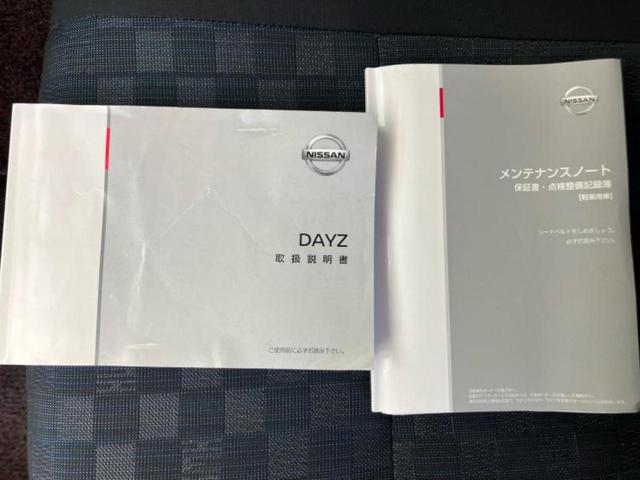 NISSAN
DAYZ
取扱説明書
ご使用前に必ずお読み下さい。
NISSAN
メンテナンスノート
保証書・点検整備記録簿
【軽乗用車】
シートベルトをしめましょう。
必ずお読み下さい。